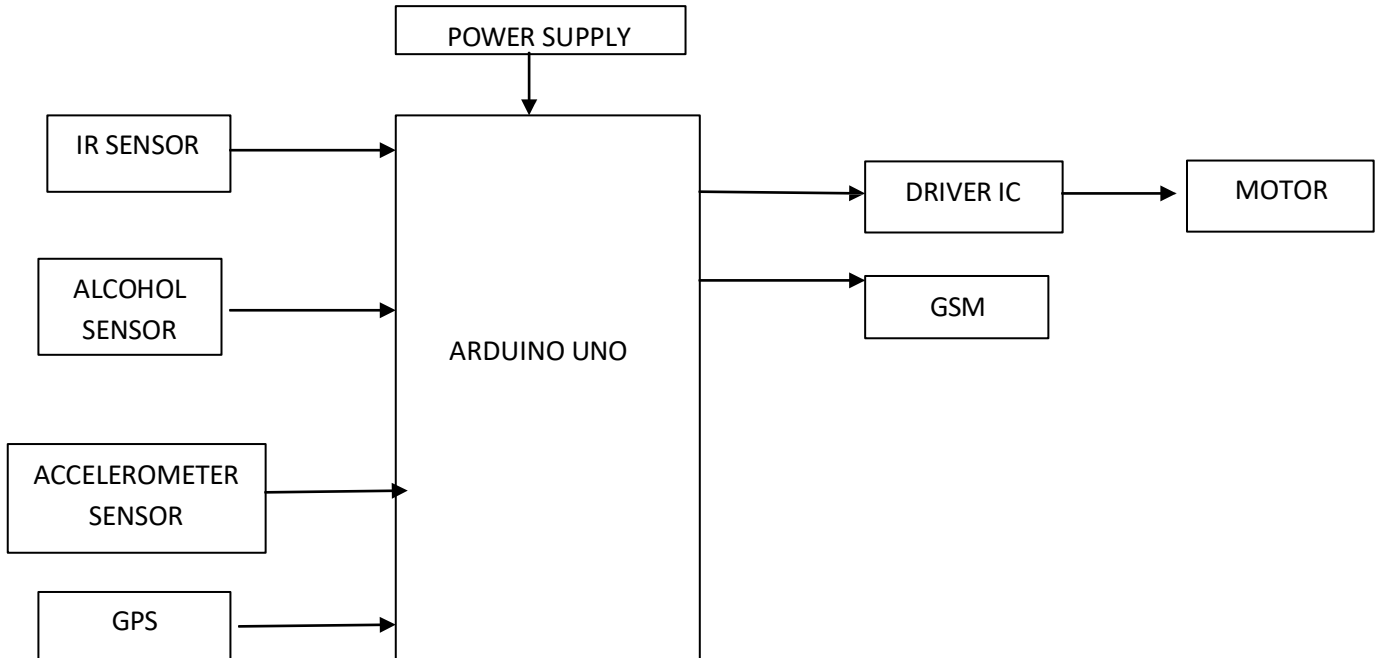 POWER SUPPLY
IR SENSOR
DRIVER IC
MOTOR
ALCOHOL
SENSOR
GSM
ARDUINO UNO
ACCELEROMETER
SENSOR
GPS